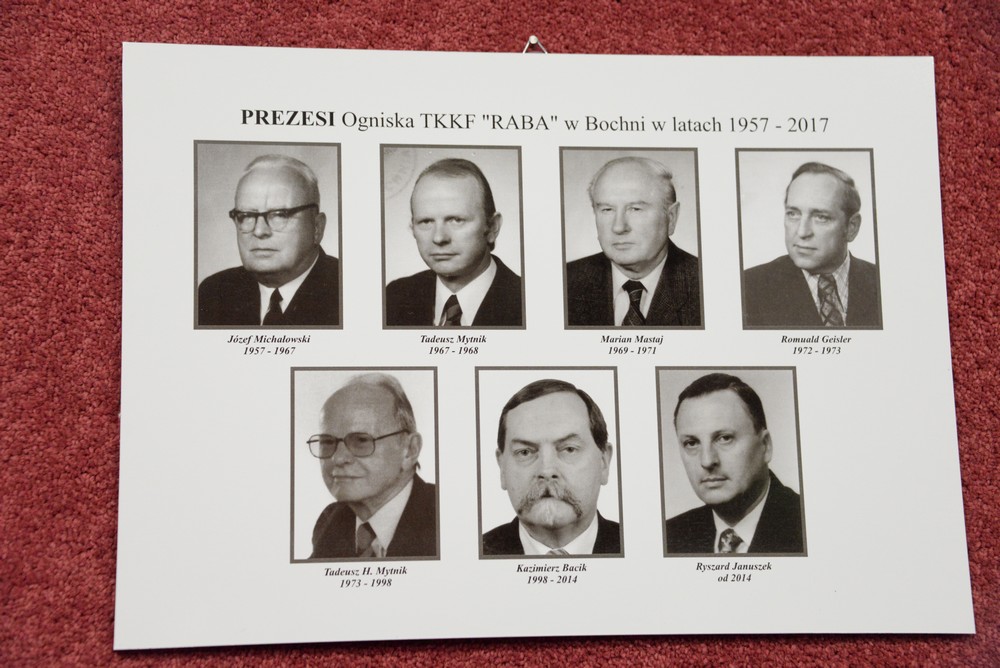 PREZESI Ogniska TKKF "RABA" w Bochni w latach 1957 - 2017
Józef Michałowski
1957 - 1967
Tadeusz Mytnik
1967 - 1968
Marian Mastaj
1969 - 1971
Romuald Geisler
1972 - 1973
Tadeusz H. Mytnik
1973 - 1998
Kazimierz Bacik
1998 - 2014
Ryszard Januszek
od 2014